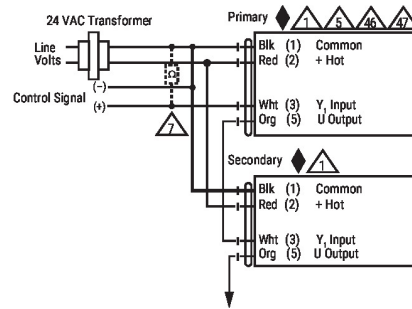 24 VAC Transformer
Primary 1 5 46 47
Line Volts
Blk (1) Common
Red (2) + Hot
(–)
Control Signal
(+)
Wht (3) Y, Input
Org (5) U Output
Ω
7
Secondary 1
Blk (1) Common
Red (2) + Hot
Wht (3) Y, Input
Org (5) U Output